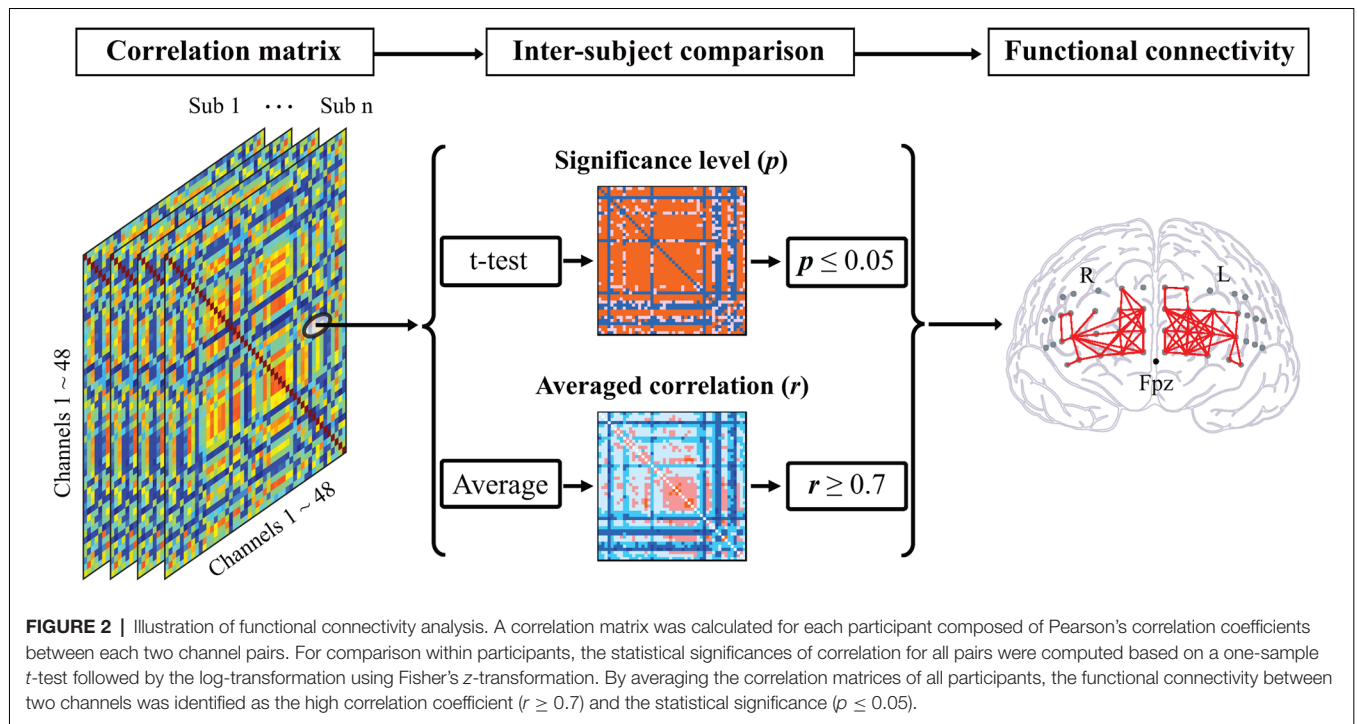 Correlation matrix
Inter-subject comparison
Functional connectivity
Sub 1 ··· Sub n
Channels 1 ~ 48
Channels 1 ~ 48
Significance level (p)
t-test
p ≤ 0.05
Averaged correlation (r)
Average
r ≥ 0.7
R
L
Fpz
FIGURE 2 | Illustration of functional connectivity analysis. A correlation matrix was calculated for each participant composed of Pearson's correlation coefficients
between each two channel pairs. For comparison within participants, the statistical significances of correlation for all pairs were computed based on a one-sample
t-test followed by the log-transformation using Fisher's z-transformation. By averaging the correlation matrices of all participants, the functional connectivity between
two channels was identified as the high correlation coefficient (r ≥ 0.7) and the statistical significance (p ≤ 0.05).